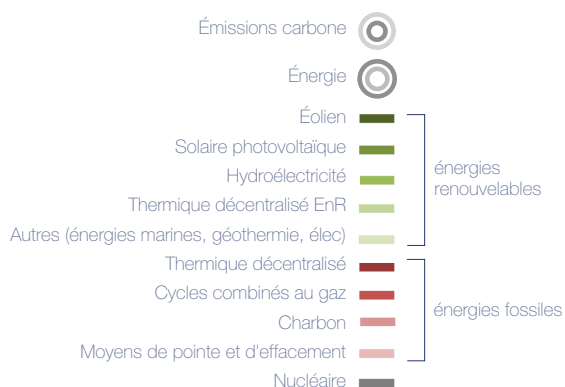 Émissions carbone
Énergie
Éolien
Solaire photovoltaïque
Hydroélectricité
Thermique décentralisé EnR
Autres (énergies marines, géothermie, élec)
énergies
renouvelables
Thermique décentralisé
Cycles combinés au gaz
Charbon
Moyens de pointe et d'effacement
énergies fossiles
Nucléaire